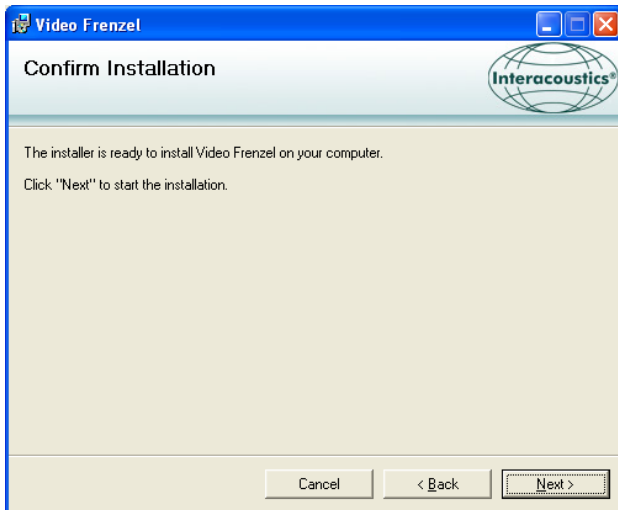 Video Frenzel
Confirm Installation
Interacoustics®
The installer is ready to install Video Frenzel on your computer.
Click "Next" to start the installation.
Cancel
< Back
Next >